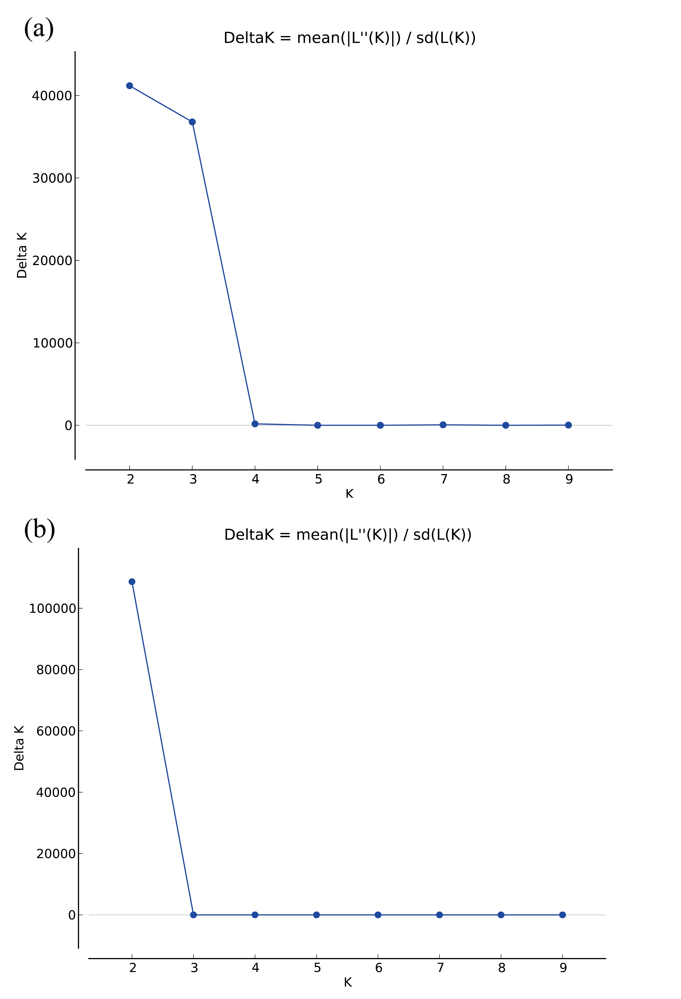 (a)
DeltaK = mean(|L''(K)|) / sd(L(K))
40000
30000
20000
10000
0
Delta K
2 3 4 5 6 7 8 9
K
(b)
DeltaK = mean(|L''(K)|) / sd(L(K))
100000
80000
60000
40000
20000
0
Delta K
2 3 4 5 6 7 8 9
K